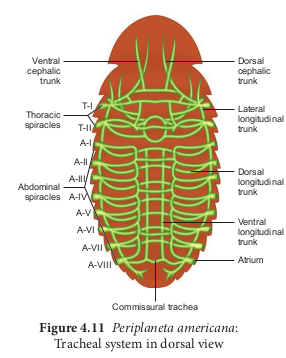 Ventral
cephalic
trunk
Dorsal
cephalic
trunk
T-I
Thoracic
spiracles
T-II
Lateral
longitudinal
trunk
A-I
A-II
A-III
Abdominal
spiracles
A-IV
A-V
A-VI
A-VII
A-VIII
Dorsal
longitudinal
trunk
Ventral
longitudinal
trunk
Atrium
Commissural trachea
Figure 4.11 Periplaneta americana:
Tracheal system in dorsal view